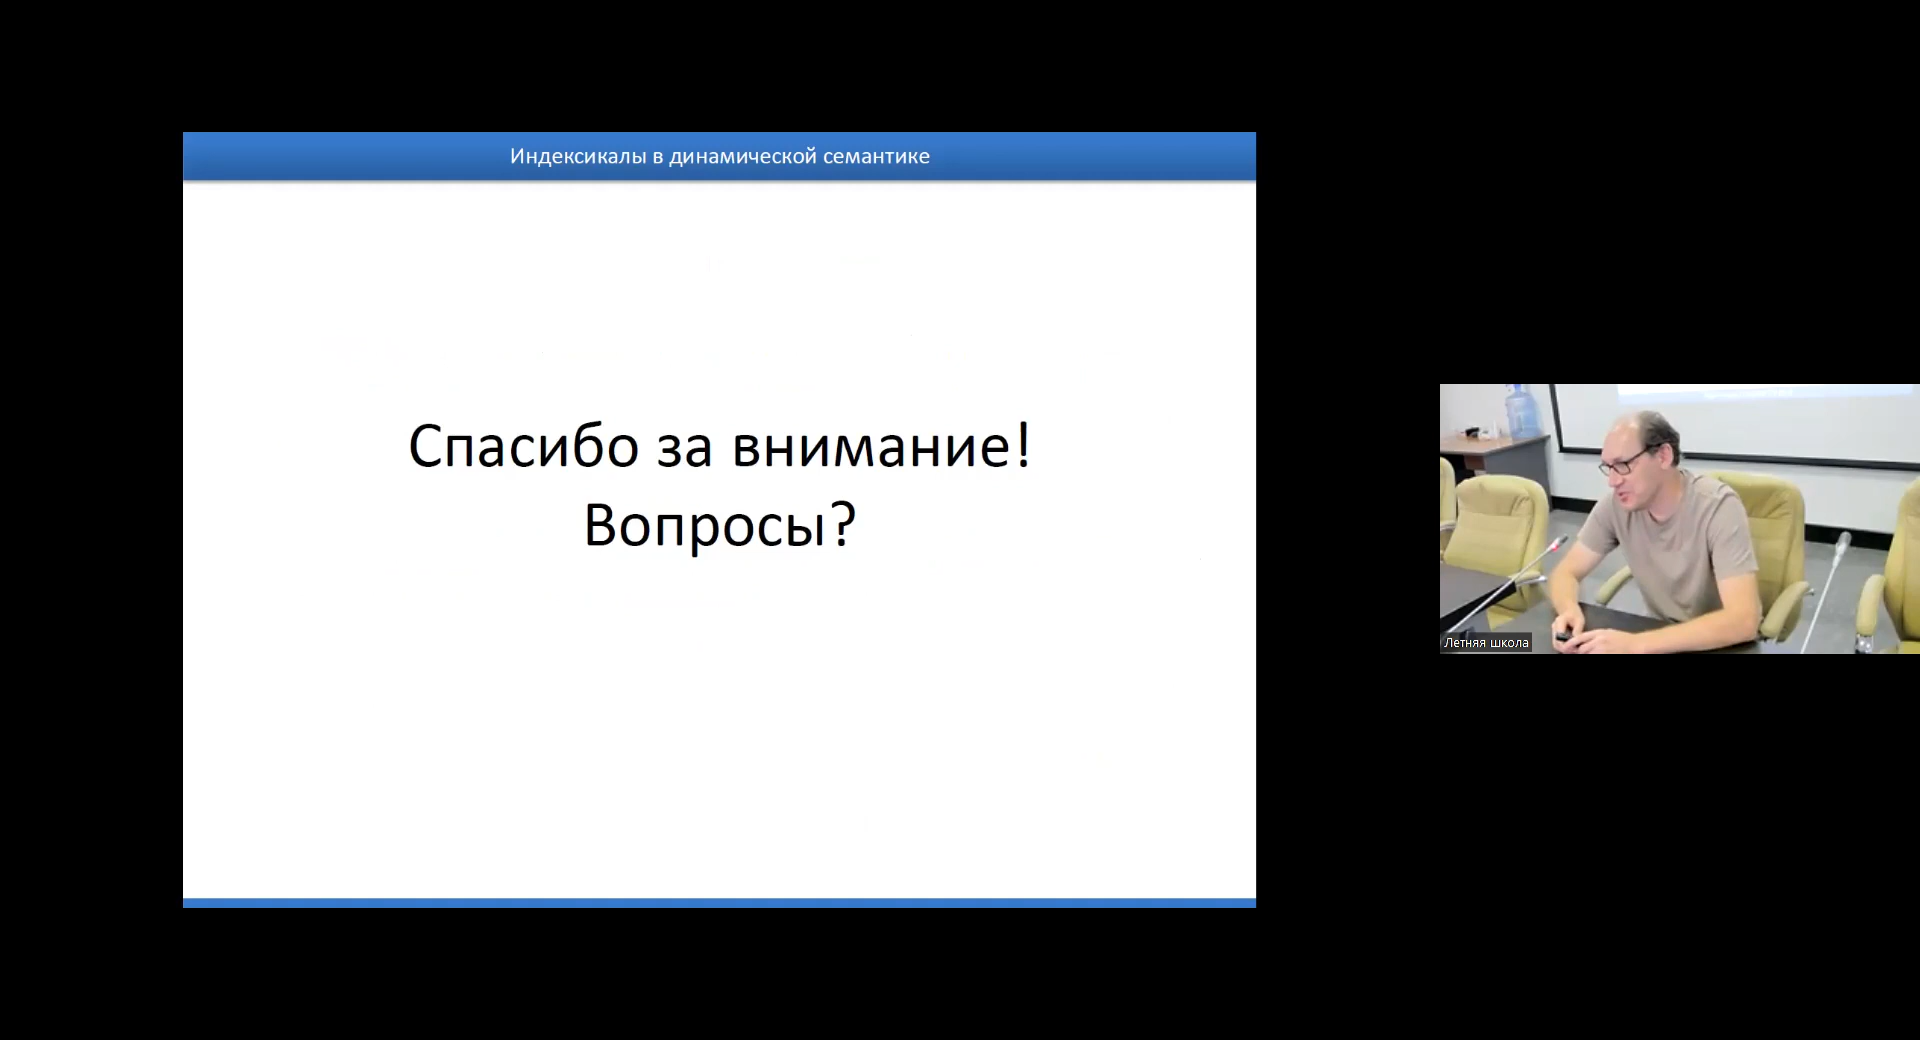 Индексикалы в динамической семантике
Спасибо за внимание!
Вопросы?
Летняя школа